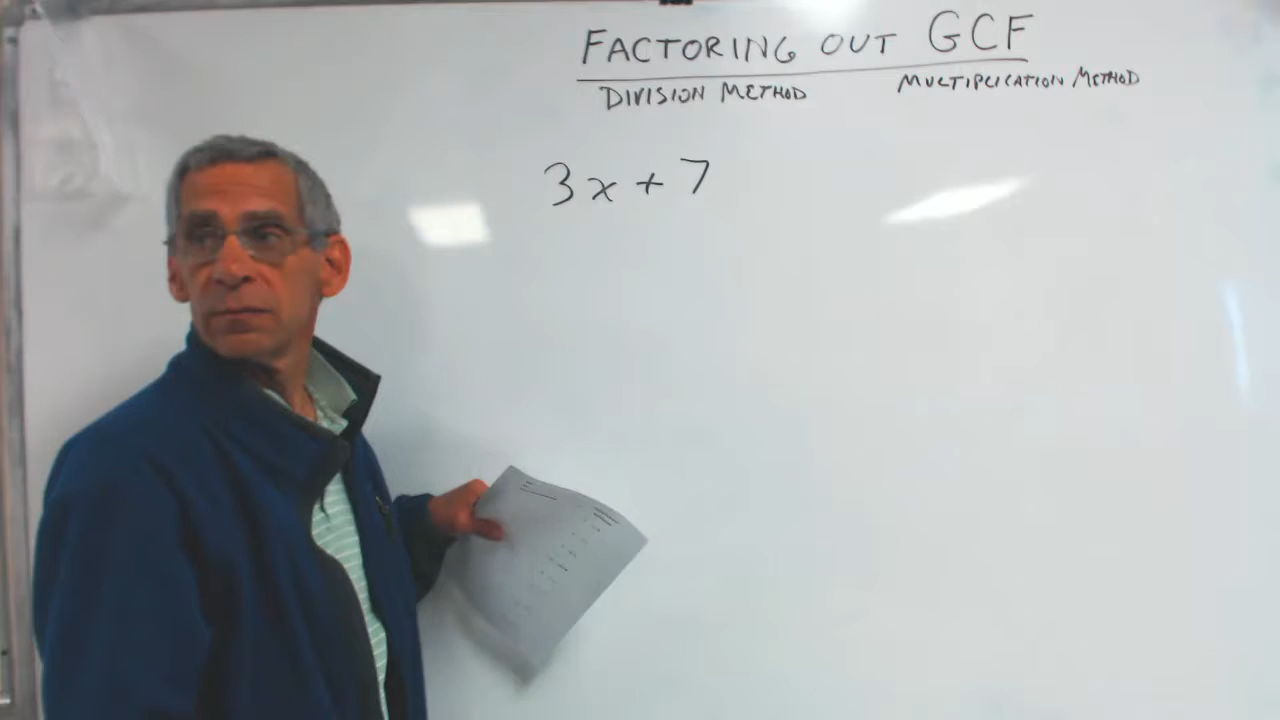 FACTORING OUT GCF
DIVISION METHOD MULTIPLICATION METHOD
3x+7